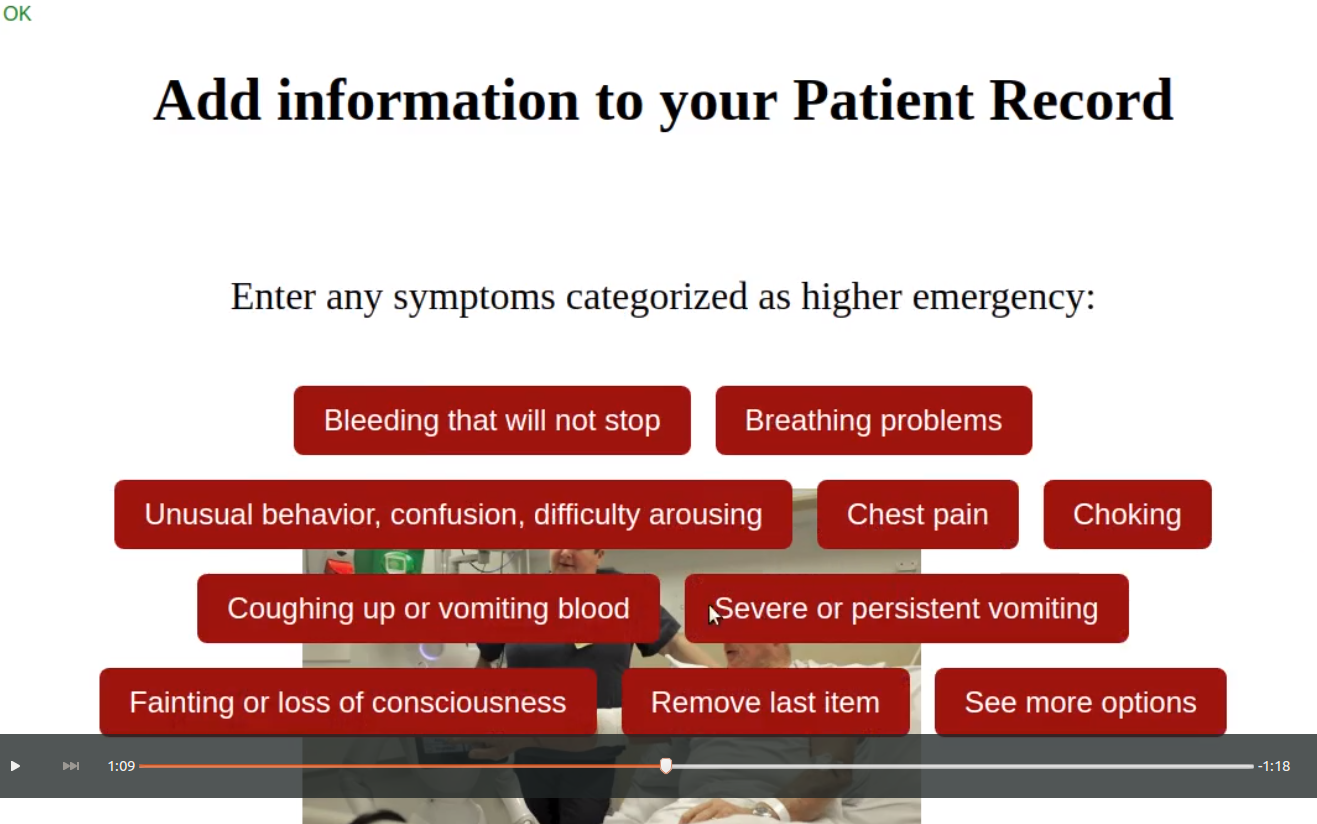 OK
Add information to your Patient Record
Enter any symptoms categorized as higher emergency:
Bleeding that will not stop
Breathing problems
Unusual behavior, confusion, difficulty arousing
Chest pain
Choking
Coughing up or vomiting blood
Severe or persistent vomiting
Fainting or loss of consciousness
Remove last item
See more options
1:09
-1:18